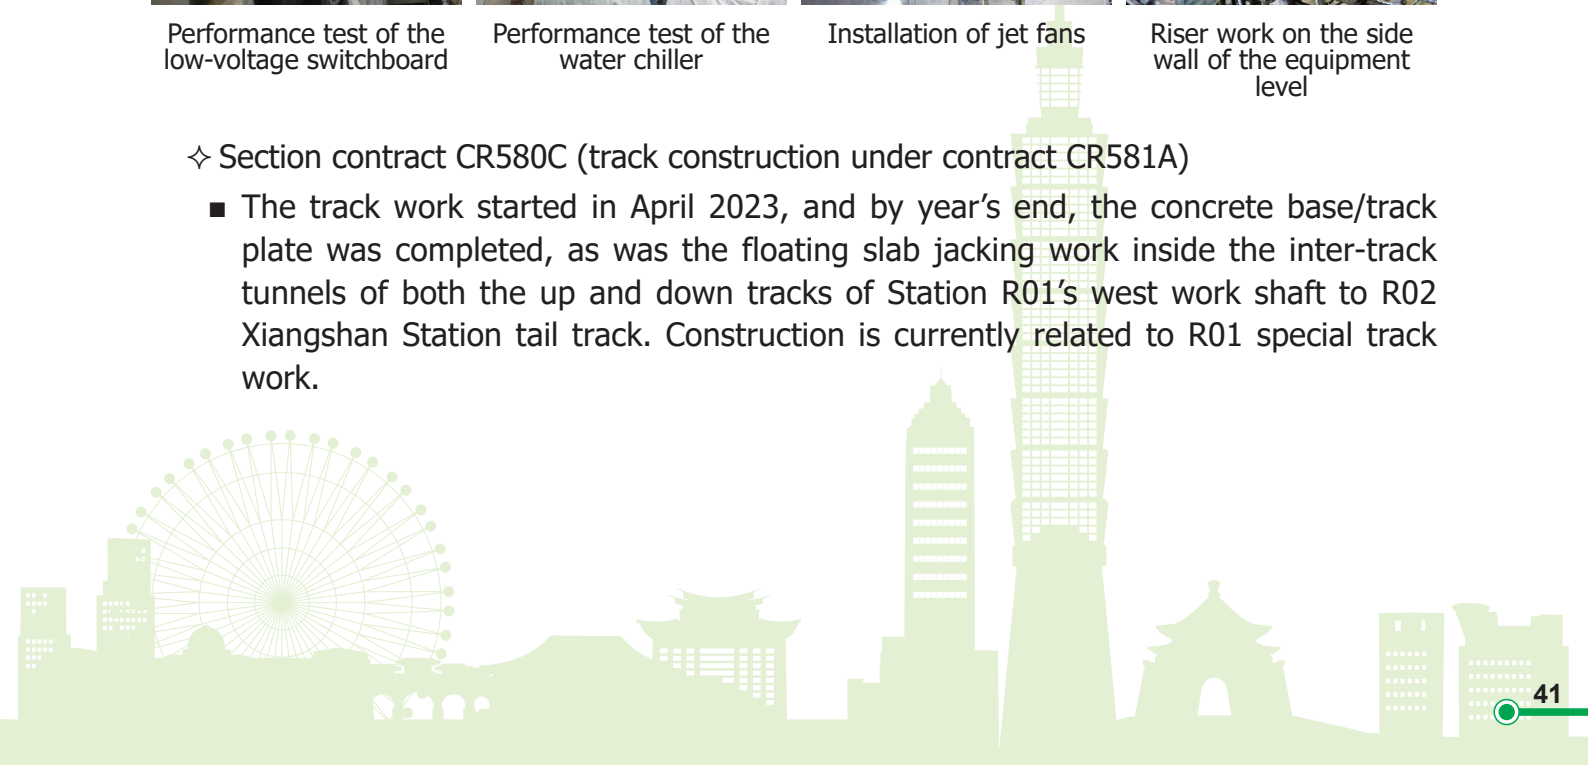 Performance test of the
low-voltage switchboard
Performance test of the
water chiller
Installation of jet fans
Riser work on the side
wall of the equipment
level
✧ Section contract CR580C (track construction under contract CR581A)
■ The track work started in April 2023, and by year’s end, the concrete base/track
plate was completed, as was the floating slab jacking work inside the inter-track
tunnels of both the up and down tracks of Station R01’s west work shaft to R02
Xiangshan Station tail track. Construction is currently related to R01 special track
work.
41